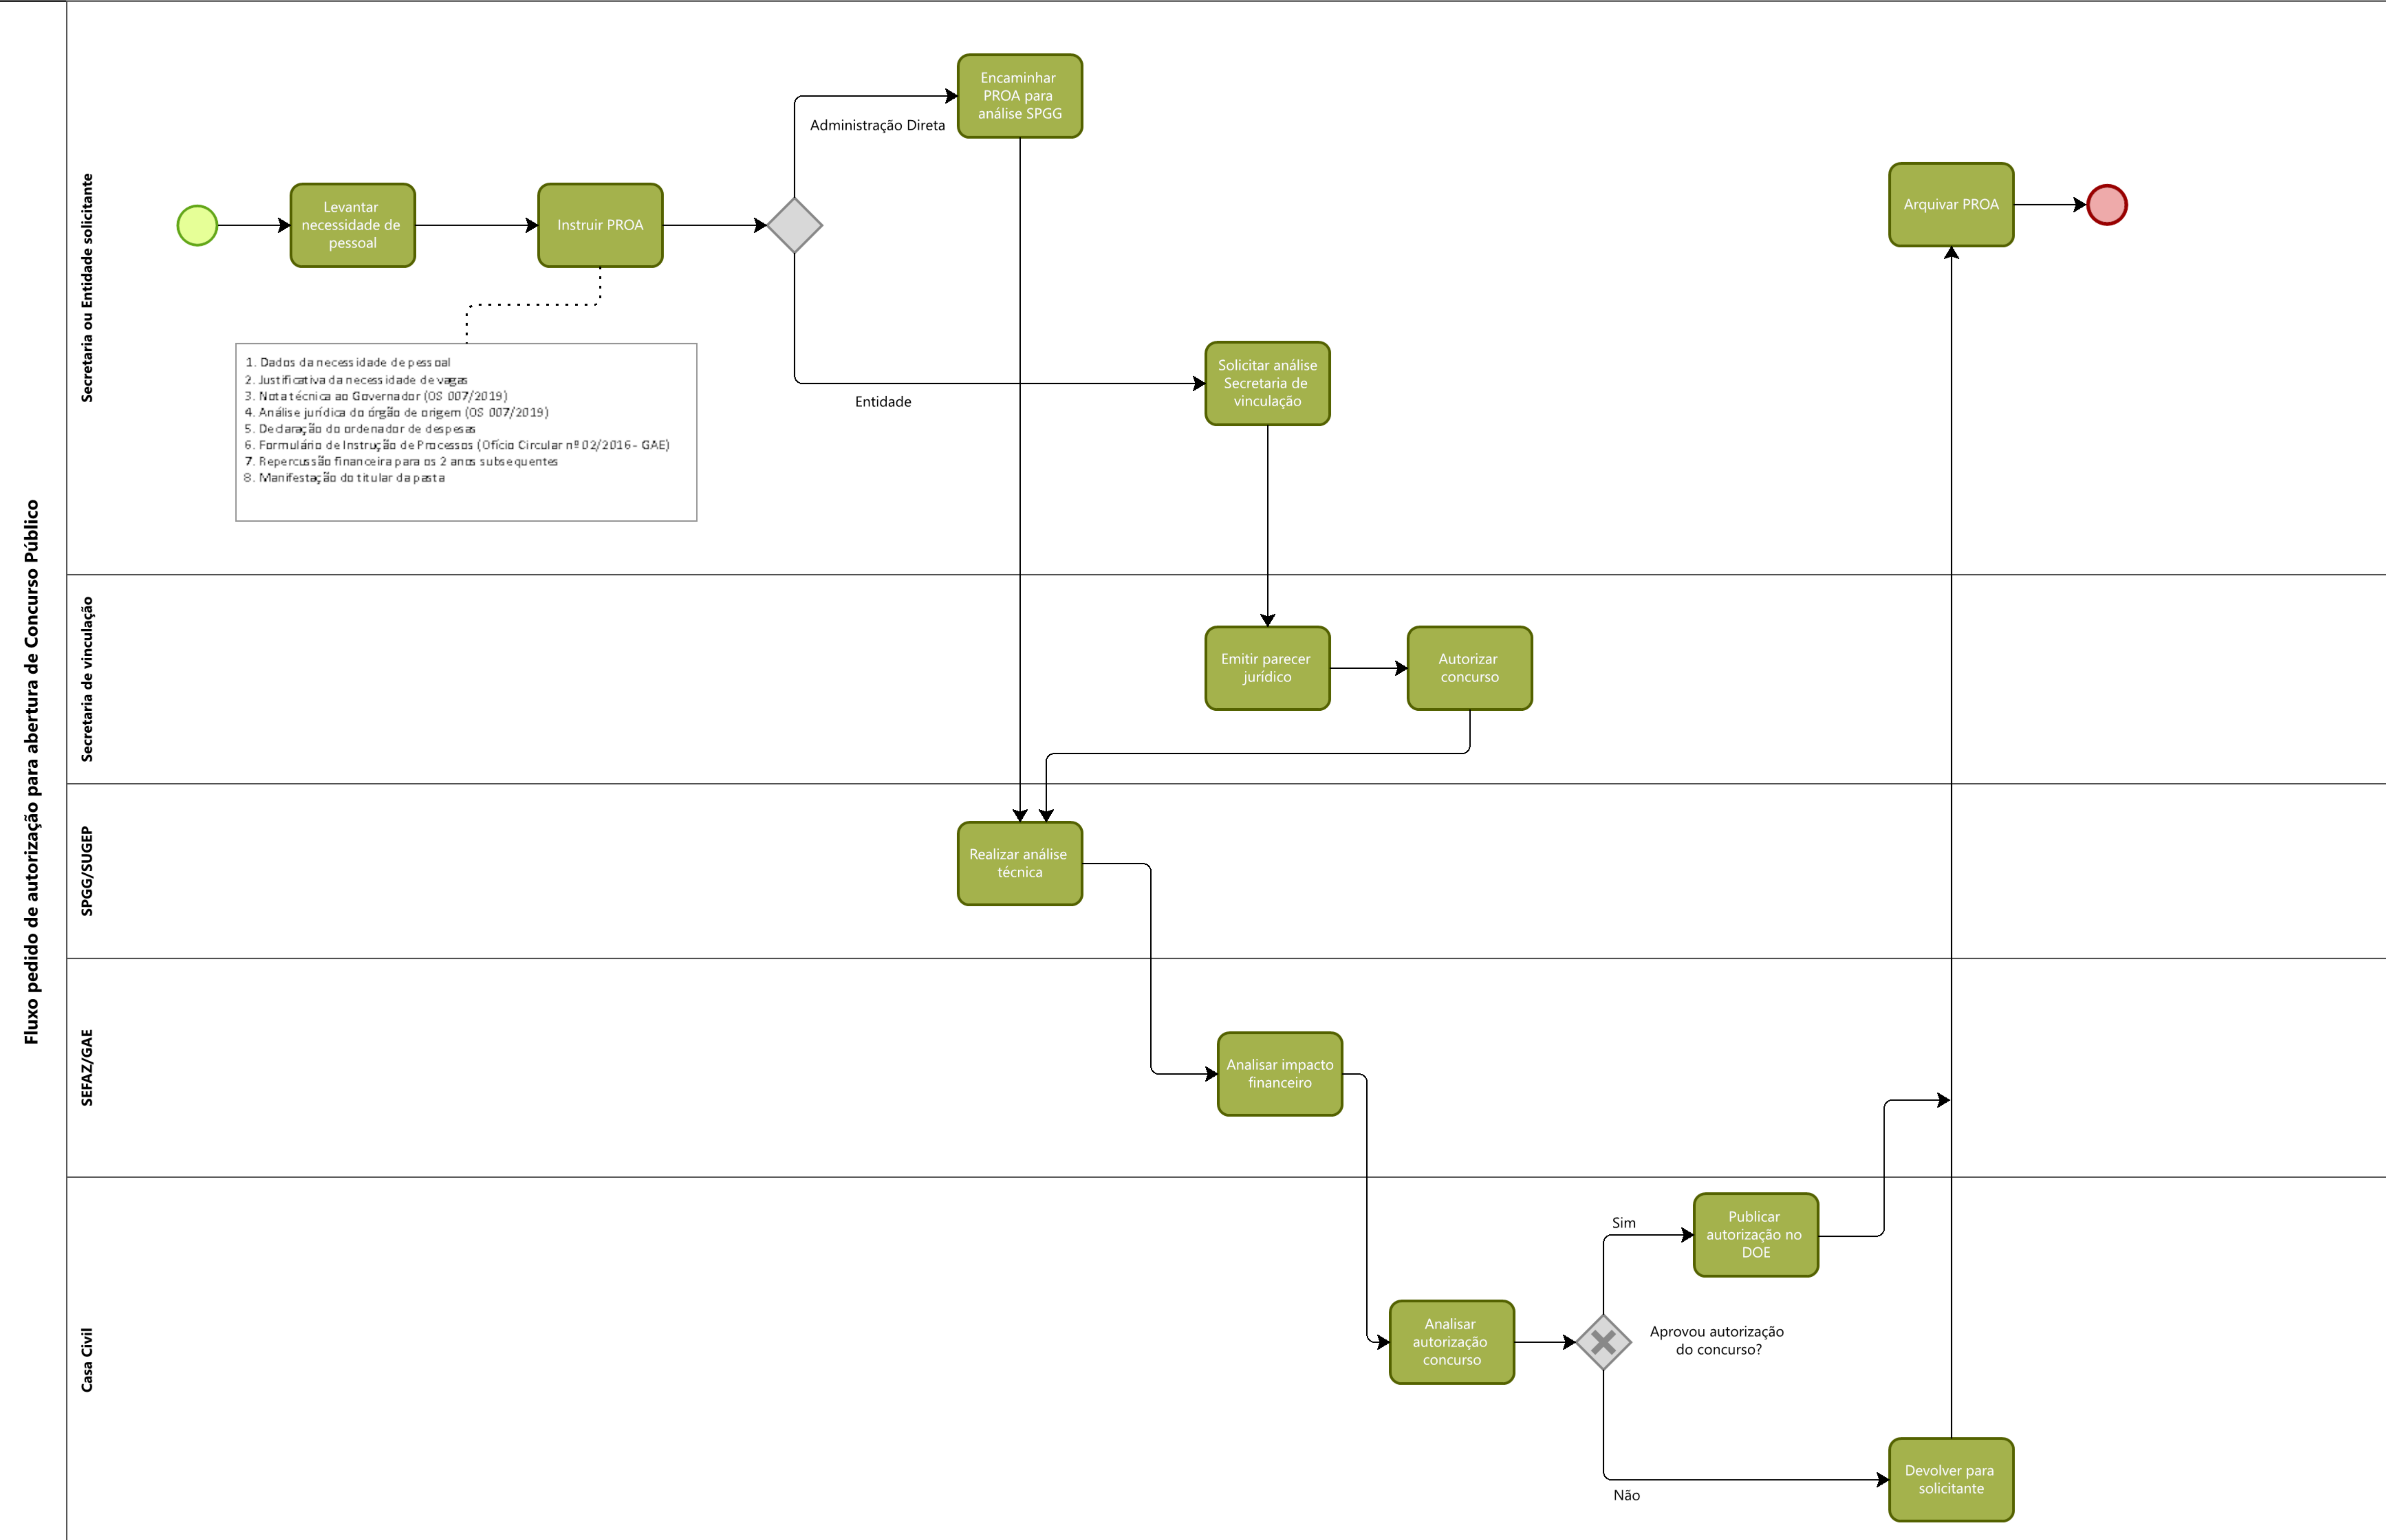 Fluxo pedido de autorização para abertura de Concurso Público
Secretaria ou Entidade solicitante
Levantar
necessidade de
pessoal
Instruir PROA
Administração Direta
Encaminhar
PROA para
análise SPGG
Entidade
Solicitar análise
Secretaria de
vinculação
Arquivar PROA
1. Dados da necessidade de pessoal
2. Justificativa da necessidade de vagas
3. Nota técnica ao Governador (OS 007/2019)
4. Análise jurídica do órgão de origem (OS 007/2019)
5. Declaração do ordenador de despesas
6. Formulário de Instrução de Processos (Ofício Circular nº 02/2016 - GAE)
7. Repercussão financeira para os 2 anos subsequentes
8. Manifestação do titular da pasta
Secretaria de vinculação
Emitir parecer
jurídico
Autorizar
concurso
SPGG/SUGEP
Realizar análise
técnica
SEFAZ/GAE
Analisar impacto
financeiro
Casa Civil
Analisar
autorização
concurso
Aprovou autorização
do concurso?
Sim
Publicar
autorização no
DOE
Não
Devolver para
solicitante